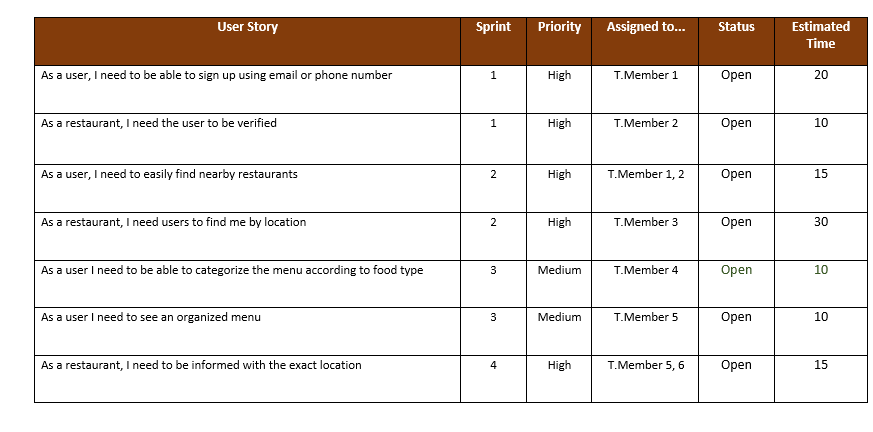 User Story Sprint Priority Assigned to... Status Estimated
Time
As a user, I need to be able to sign up using email or phone number 1 High T.Member 1 Open 20
As a restaurant, I need the user to be verified 1 High T.Member 2 Open 10
As a user, I need to easily find nearby restaurants 2 High T.Member 1, 2 Open 15
As a restaurant, I need users to find me by location 2 High T.Member 3 Open 30
As a user I need to be able to categorize the menu according to food type 3 Medium T.Member 4 Open 10
As a user I need to see an organized menu 3 Medium T.Member 5 Open 10
As a restaurant, I need to be informed with the exact location 4 High T.Member 5, 6 Open 15